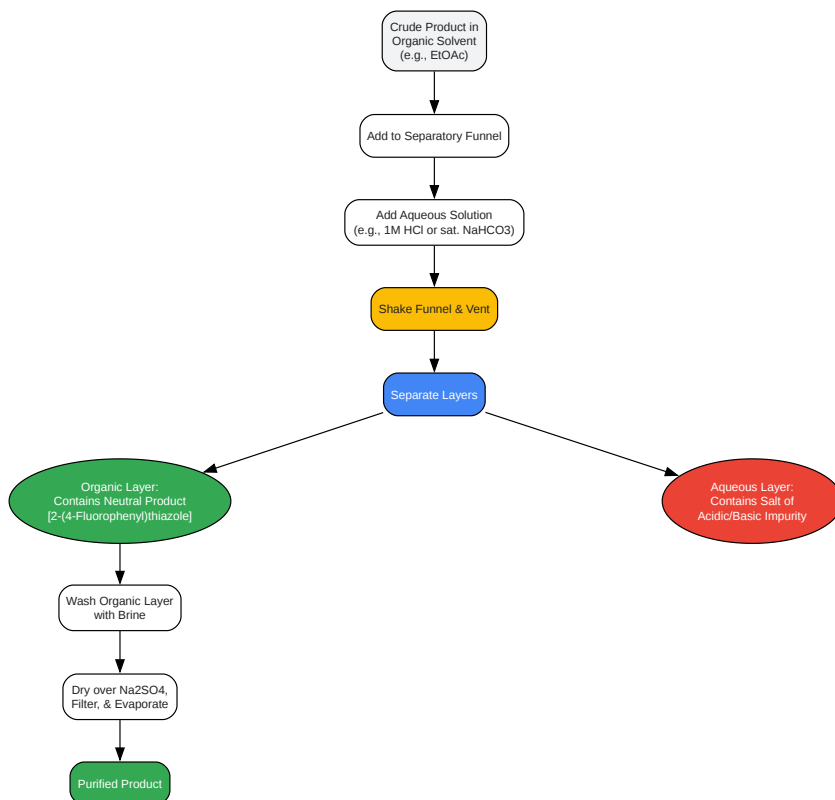 Crude Product in
Organic Solvent
(e.g., EtOAc)
Add to Separatory Funnel
Add Aqueous Solution
(e.g., 1M HCl or sat. NaHCO3)
Shake Funnel & Vent
Separate Layers
Organic Layer:
Contains Neutral Product
[2-(4-Fluorophenyl)thiazole]
Aqueous Layer:
Contains Salt of
Acidic/Basic Impurity
Wash Organic Layer
with Brine
Dry over Na2SO4,
Filter, & Evaporate
Purified Product